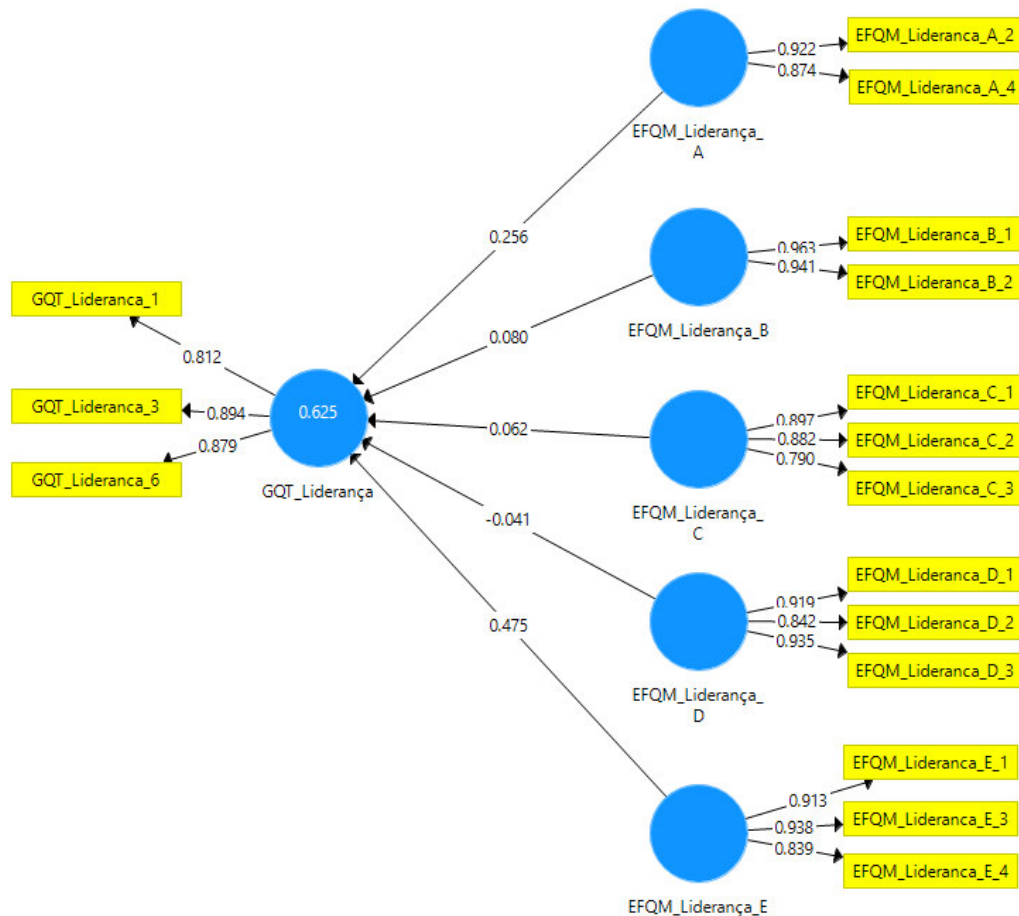 EFQM_Lideranca_A_2
0.922
0.874
EFQM_Lideranca_A_4
EFQM_Liderança_
A
0.256
EFQM_Lideranca_B_1
0.963
0.941
EFQM_Lideranca_B_2
EFQM_Liderança_B
0.080
GQT_Lideranca_1
0.812
GQT_Lideranca_3
0.894
0.879
GQT_Lideranca_6
0.625
GQT_Liderança
0.062
EFQM_Lideranca_C_1
0.897
0.882
EFQM_Lideranca_C_2
0.790
EFQM_Lideranca_C_3
EFQM_Liderança_
C
-0.041
EFQM_Lideranca_D_1
0.919
0.842
EFQM_Lideranca_D_2
0.935
EFQM_Lideranca_D_3
EFQM_Liderança_
D
0.475
EFQM_Lideranca_E_1
0.913
0.938
EFQM_Lideranca_E_3
0.839
EFQM_Lideranca_E_4
EFQM_Liderança_E